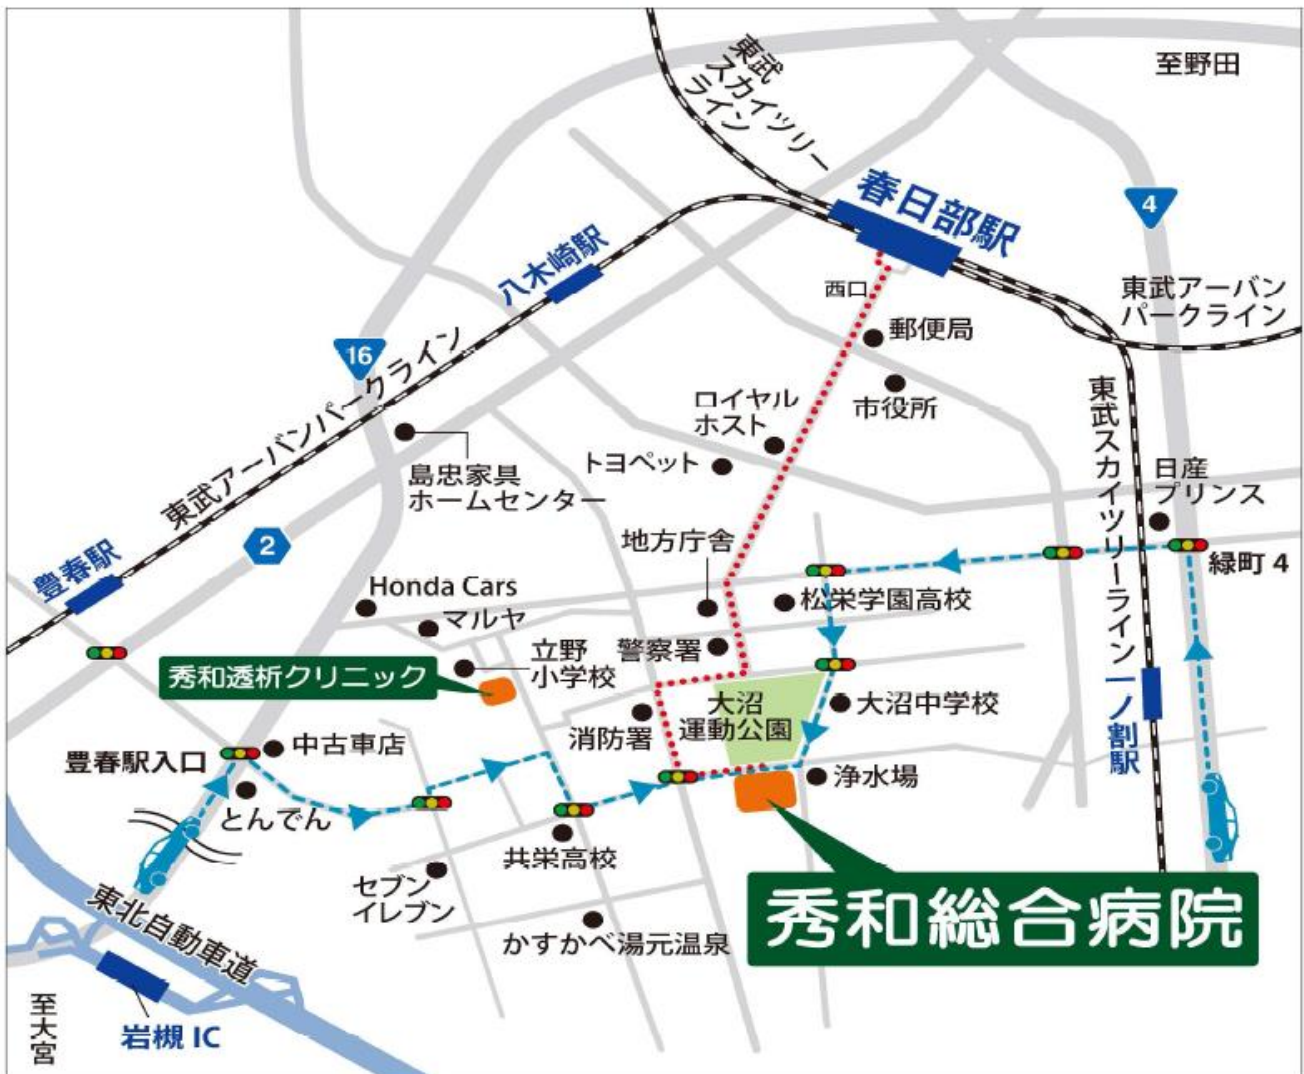 東武
スカイツリー
ライン
至野田
春日部駅
4
八木崎駅
西口
東武アーバン
パークライン
郵便局
16
東武アーバンパークライン
市役所
ロイヤル
ホスト
東武スカイツリーライン
島忠家具
ホームセンター
トヨペット
日産
プリンス
2
地方庁舎
緑町4
豊春駅
Honda Cars
マルヤ
松栄学園高校
立野
小学校
警察署
秀和透析クリニック
大沼
運動公園
大沼中学校
一ノ割駅
消防署
豊春駅入口
中古車店
浄水場
とんでん
共栄高校
セブン
イレブン
秀和総合病院
東北自動車道
かすかべ湯元温泉
至大宮
岩槻 IC